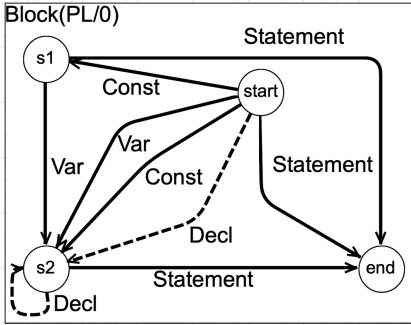 Block(PL/0)
Statement
s1
Const
start
Var
Var
Const
Statement
Decl
s2
Statement
end
Decl